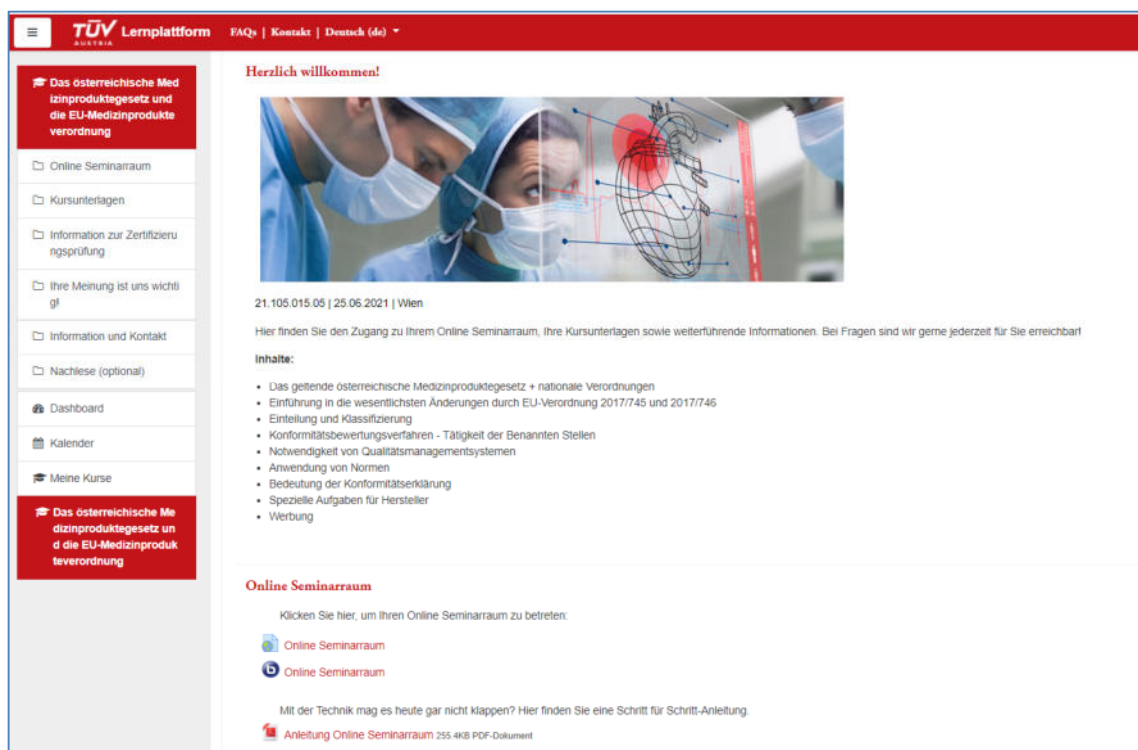 TÜV Lernplattform FAQs | Kontakt | Deutsch (de)
AUSTRIA
Das österreichische Med
izinproduktegesetz und
die EU-Medizinprodukte
verordnung
Online Seminarraum
Kursunterlagen
Information zur Zertifizieru
ngsprüfung
Ihre Meinung ist uns wichti
g!
Information und Kontakt
Nachlese (optional)
Dashboard
Kalender
Meine Kurse
Das österreichische Me
dizinproduktegesetz un
d die EU-Medizinproduk
teverordnung
Herzlich willkommen!
21.105.015.05 | 25.06.2021 | Wien
Hier finden Sie den Zugang zu Ihrem Online Seminarraum, Ihre Kursunterlagen sowie weiterführende Informationen. Bei Fragen sind wir gerne jederzeit für Sie erreichbar!
Inhalte:
• Das geltende österreichische Medizinproduktegesetz + nationale Verordnungen
• Einführung in die wesentlichsten Änderungen durch EU-Verordnung 2017/745 und 2017/746
• Einteilung und Klassifizierung
• Konformitätsbewertungsverfahren - Tätigkeit der Benannten Stellen
• Notwendigkeit von Qualitätsmanagementsystemen
• Anwendung von Normen
• Bedeutung der Konformitätserklärung
• Spezielle Aufgaben für Hersteller
• Werbung
Online Seminarraum
Klicken Sie hier, um Ihren Online Seminarraum zu betreten:
Online Seminarraum
b Online Seminarraum
Mit der Technik mag es heute gar nicht klappen? Hier finden Sie eine Schritt für Schritt-Anleitung.
Anleitung Online Seminarraum 255.4KB PDF-Dokument